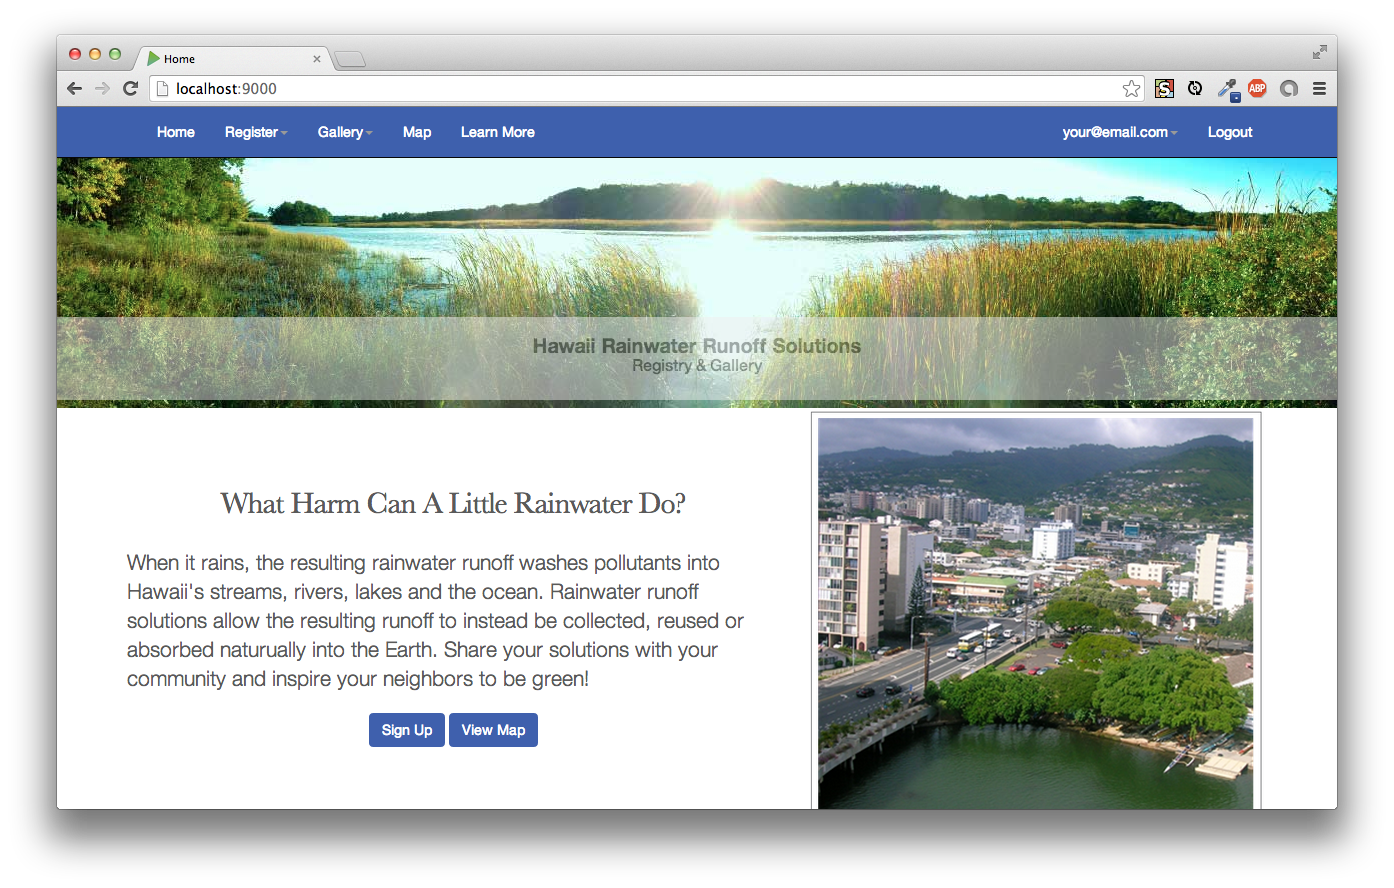 Home
localhost:9000
ABP
Home Register Gallery Map Learn More your@email.com Logout
Hawaii Rainwater Runoff Solutions
Registry & Gallery
What Harm Can A Little Rainwater Do?
When it rains, the resulting rainwater runoff washes pollutants into
Hawaii's streams, rivers, lakes and the ocean. Rainwater runoff
solutions allow the resulting runoff to instead be collected, reused or
absorbed naturually into the Earth. Share your solutions with your
community and inspire your neighbors to be green!
Sign Up View Map